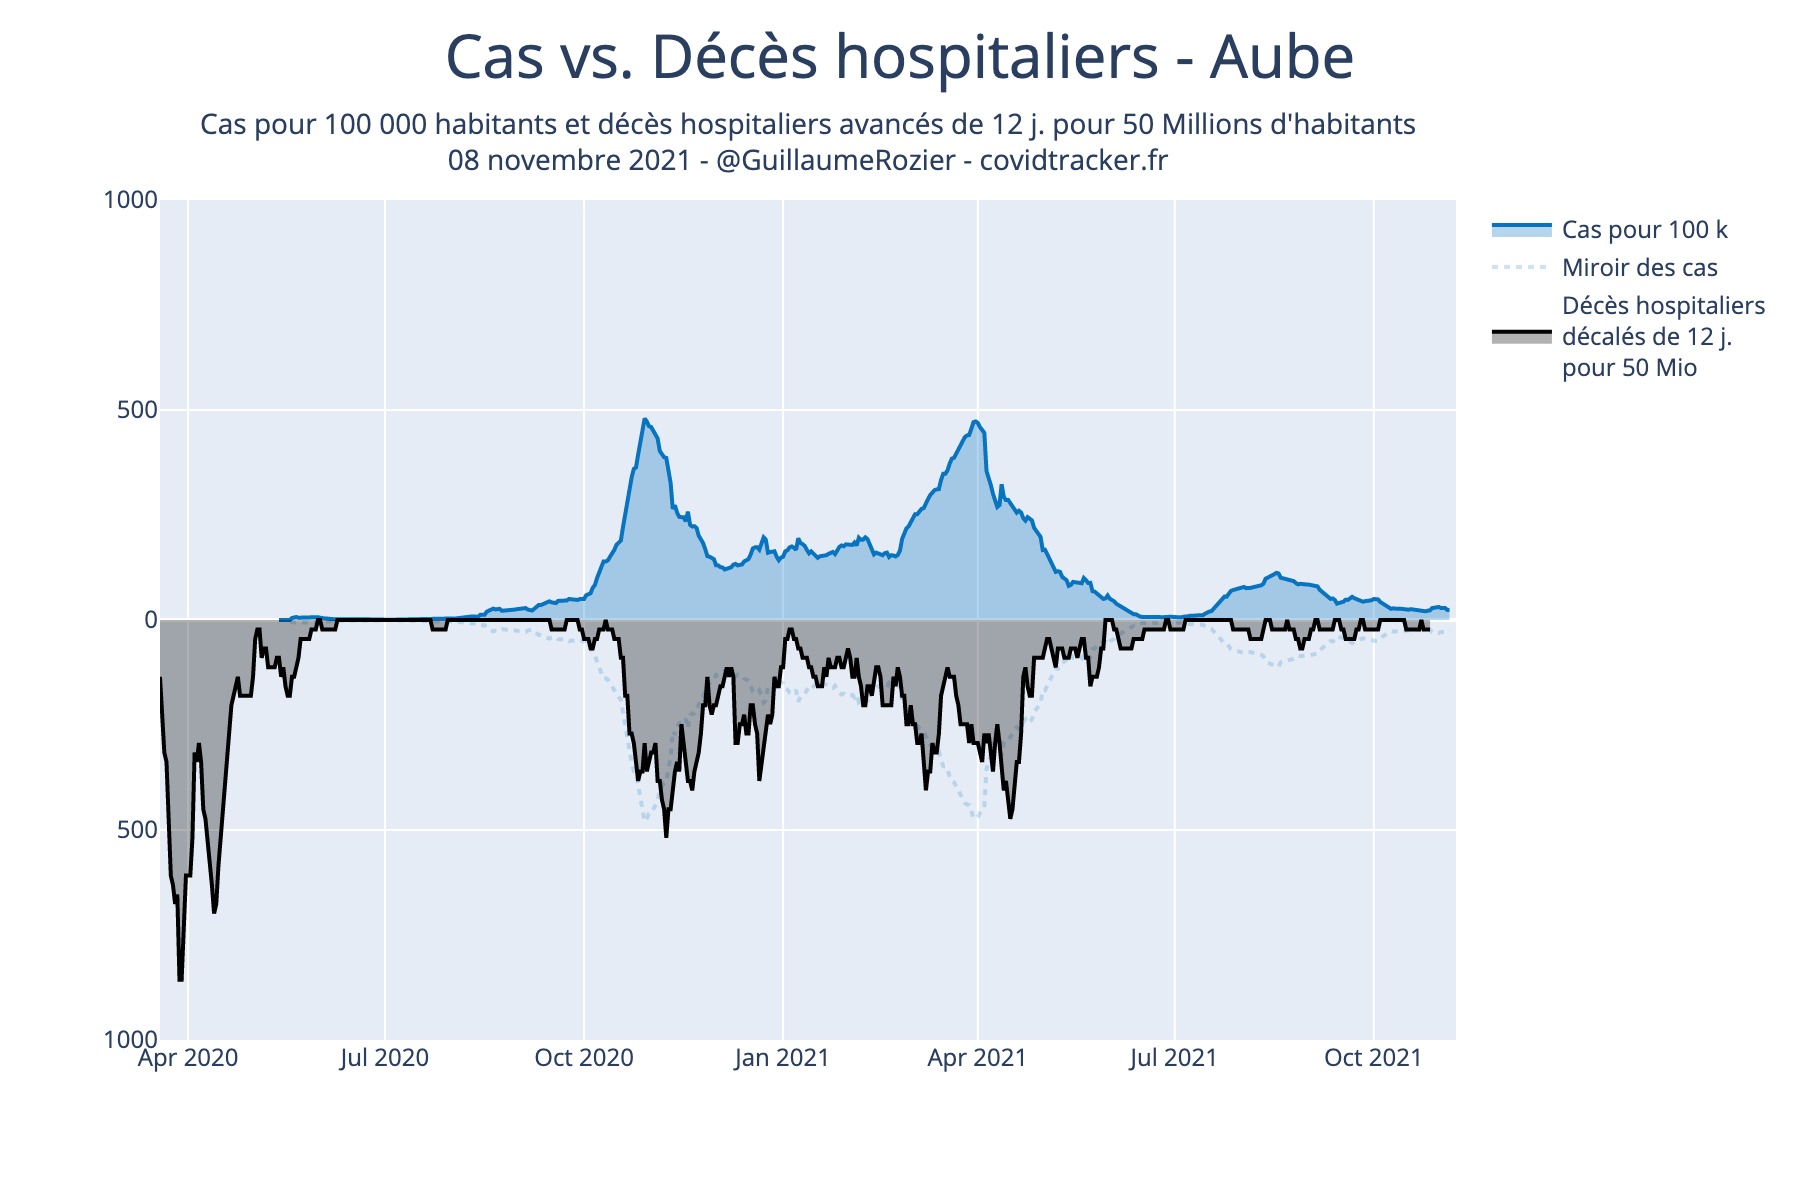 Cas vs. Décès hospitaliers - Aube
Cas pour 100 000 habitants et décès hospitaliers avancés de 12 j. pour 50 Millions d'habitants
08 novembre 2021 - @GuillaumeRozier - covidtracker.fr
1000
500
0
500
1000
Apr 2020
Jul 2020
Oct 2020
Jan 2021
Apr 2021
Jul 2021
Oct 2021
Cas pour 100 k
Miroir des cas
Décès hospitaliers
décalés de 12 j.
pour 50 Mio